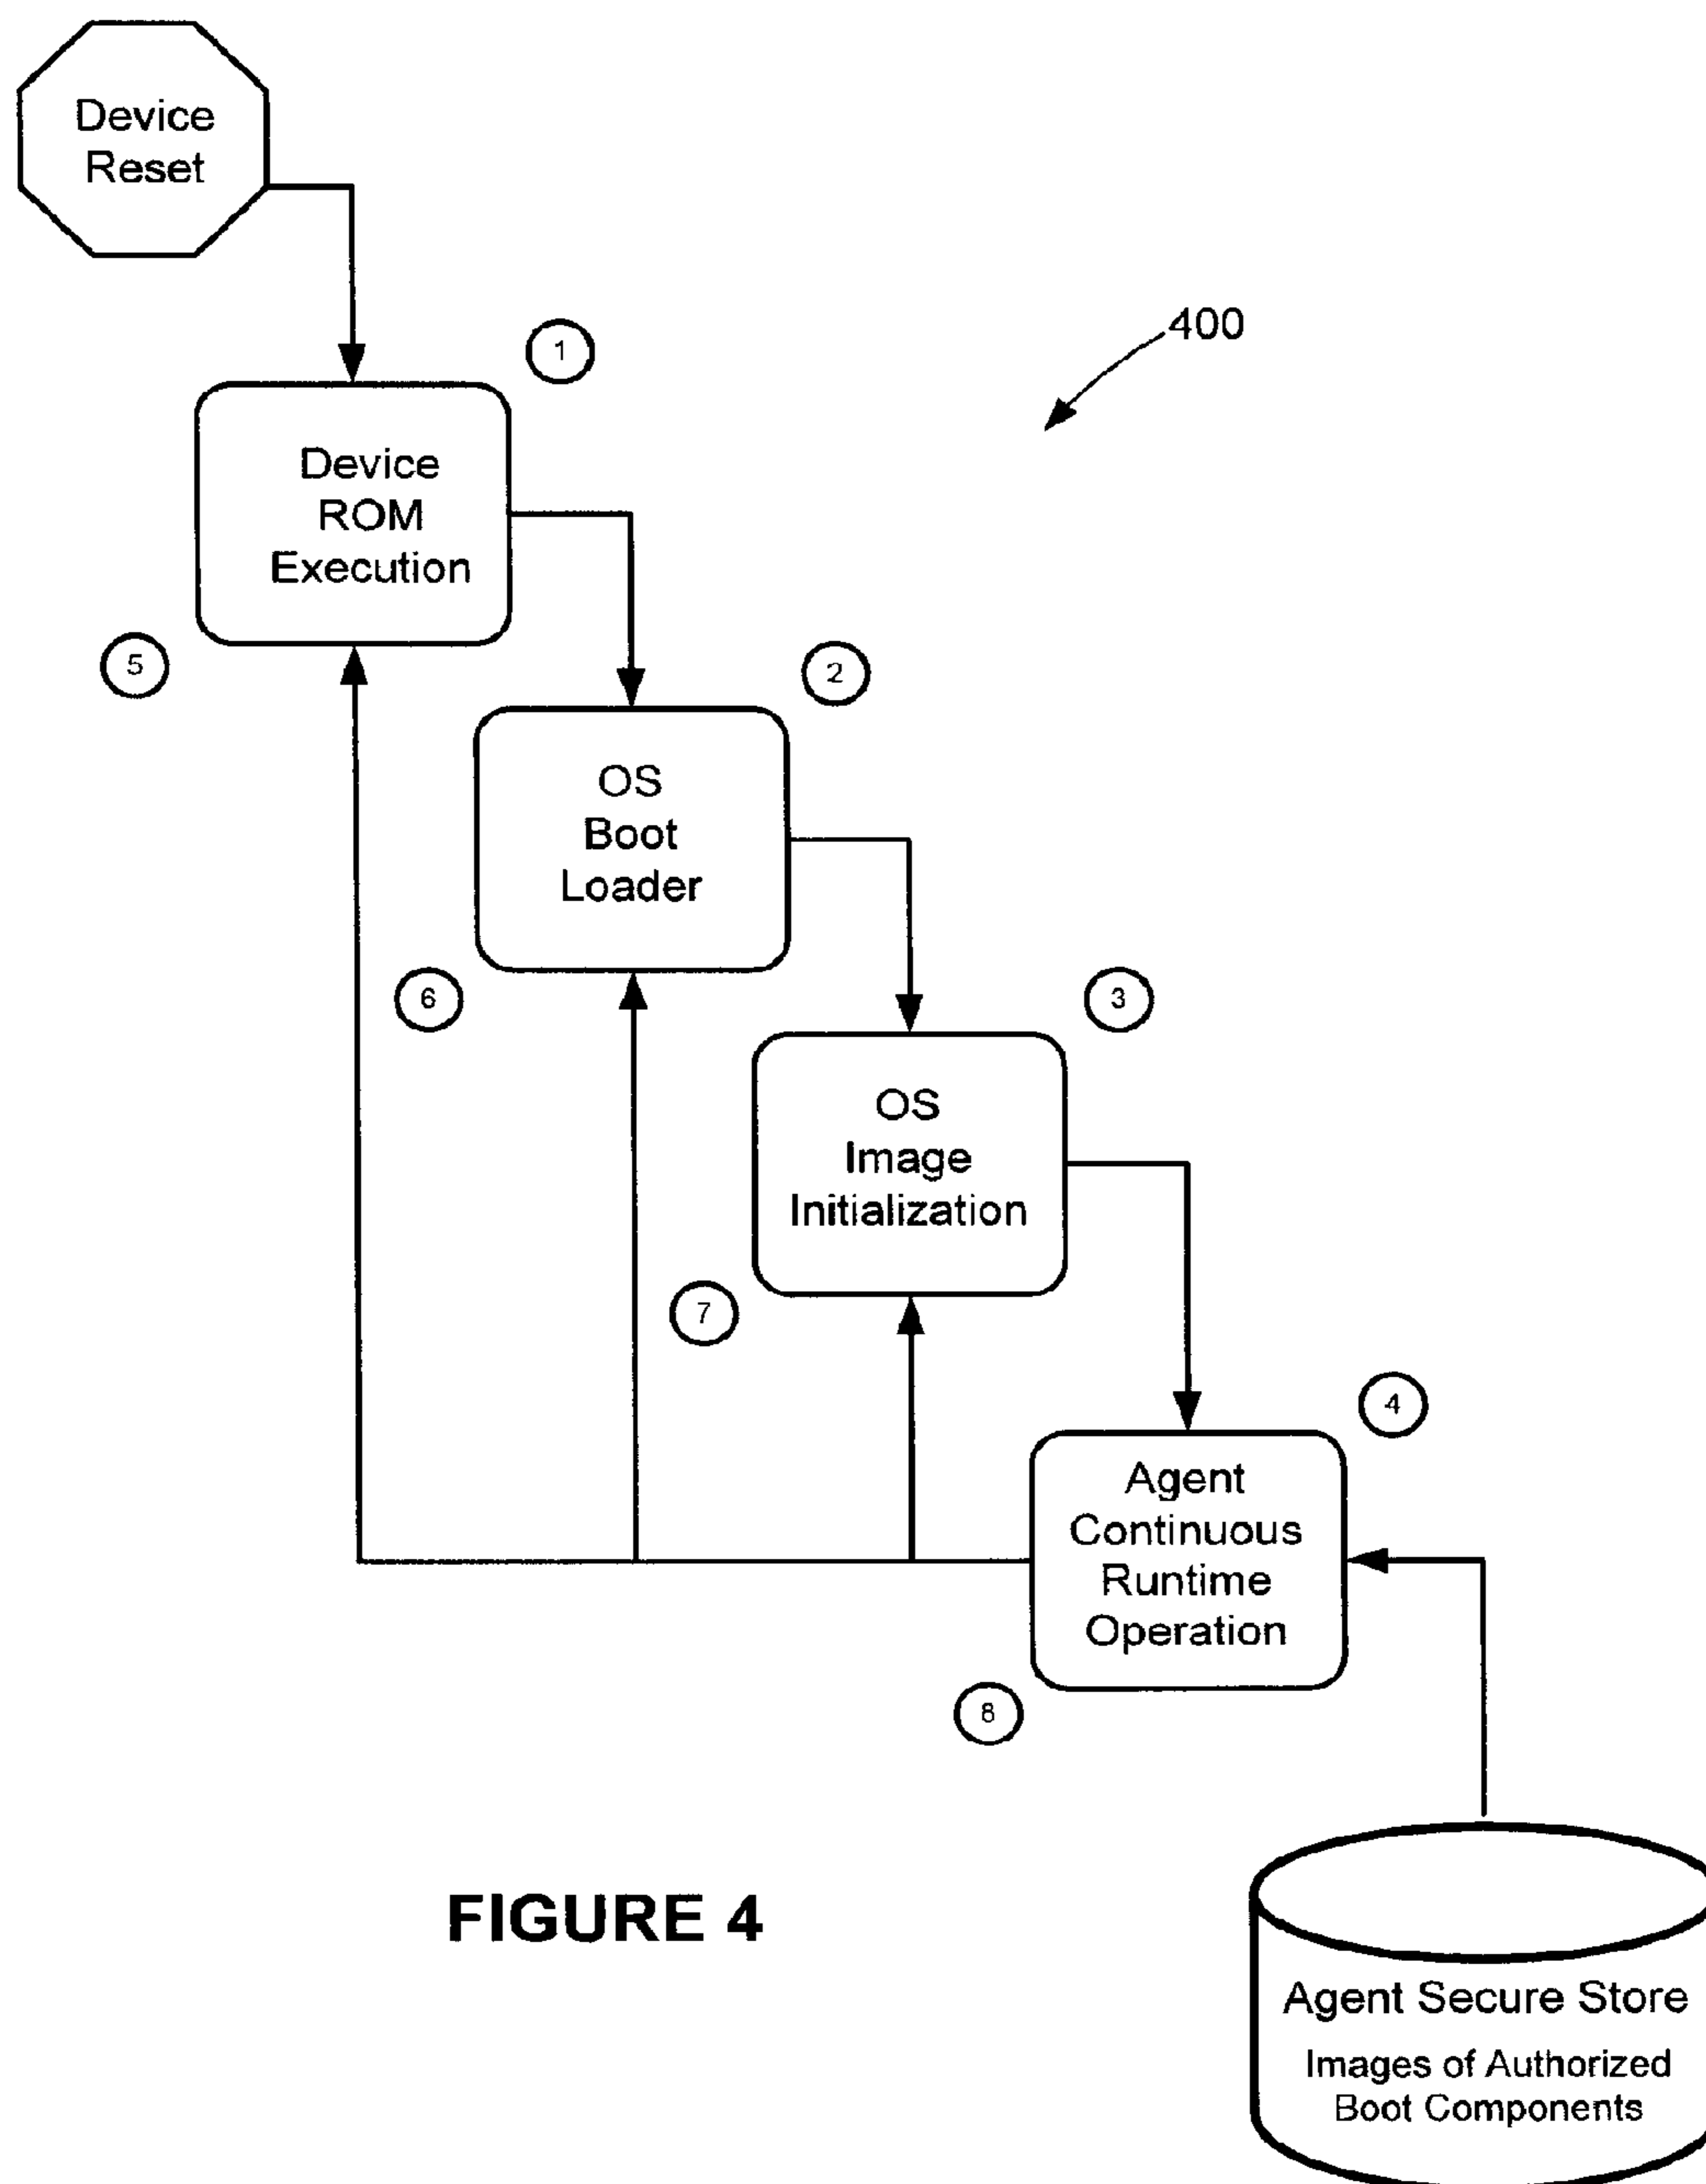 Device
Reset
1
400
Device
ROM
Execution
5
2
OS
Boot
Loader
6
3
OS
Image
Initialization
7
4
Agent
Continuous
Runtime
Operation
8
FIGURE 4
Agent Secure Store
Images of Authorized
Boot Components